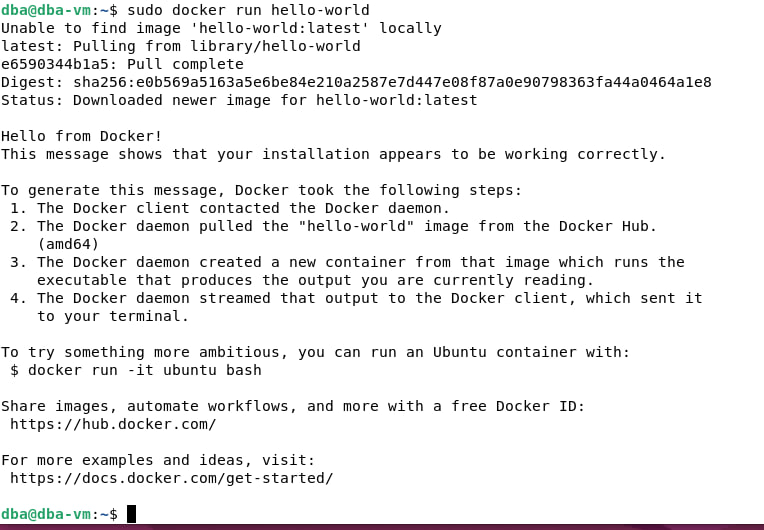 dba@dba-vm:~$ sudo docker run hello-world
Unable to find image 'hello-world:latest' locally
latest: Pulling from library/hello-world
e6590344b1a5: Pull complete
Digest: sha256:e0b569a5163a5e6be84e210a2587e7d447e08f87a0e90798363fa44a0464a1e8
Status: Downloaded newer image for hello-world:latest

Hello from Docker!
This message shows that your installation appears to be working correctly.

To generate this message, Docker took the following steps:
 1. The Docker client contacted the Docker daemon.
 2. The Docker daemon pulled the "hello-world" image from the Docker Hub.
    (amd64)
 3. The Docker daemon created a new container from that image which runs the
    executable that produces the output you are currently reading.
 4. The Docker daemon streamed that output to the Docker client, which sent it
    to your terminal.

To try something more ambitious, you can run an Ubuntu container with:
 $ docker run -it ubuntu bash

Share images, automate workflows, and more with a free Docker ID:
 https://hub.docker.com/

For more examples and ideas, visit:
 https://docs.docker.com/get-started/

dba@dba-vm:~$